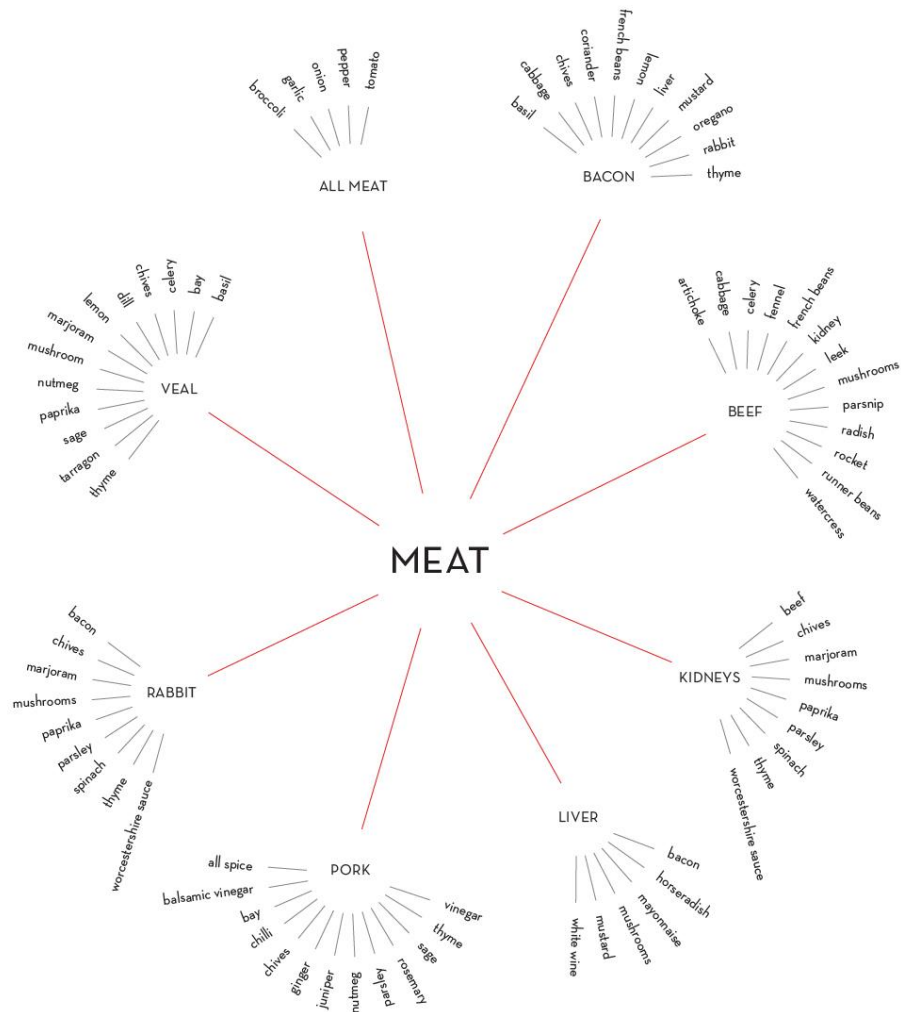 ALL MEAT
broccoli
garlic
onion
pepper
tomato
BACON
basil
cabbage
chives
coriander
french beans
lemon
liver
mustard
oregano
rabbit
thyme
VEAL
basil
bay
celery
chives
dill
lemon
marjoram
mushroom
nutmeg
paprika
sage
tarragon
thyme
BEEF
artichoke
cabbage
celery
fennel
french beans
kidney
leek
mushrooms
parsnip
radish
rocket
runner beans
watercress
MEAT
RABBIT
bacon
chives
marjoram
mushrooms
paprika
parsley
spinach
thyme
worcestershire sauce
KIDNEYS
beef
chives
marjoram
mushrooms
paprika
parsley
spinach
thyme
worcestershire sauce
PORK
all spice
balsamic vinegar
bay
chilli
chives
ginger
juniper
nutmeg
parsley
rosemary
sage
thyme
vinegar
LIVER
bacon
horseradish
mayonnaise
mushrooms
mustard
white wine